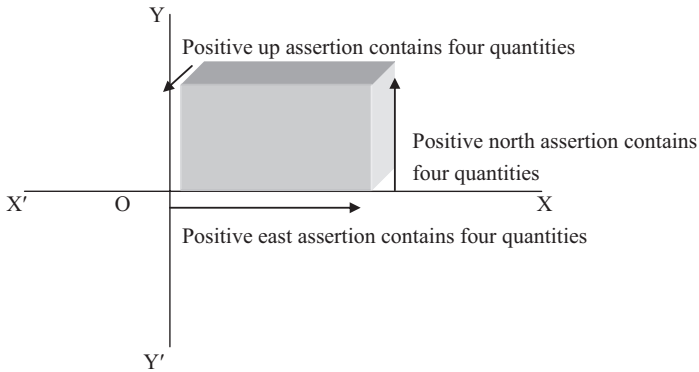 Y
Positive up assertion contains four quantities
Positive north assertion contains
four quantities
X′
O
X
Positive east assertion contains four quantities
Y′